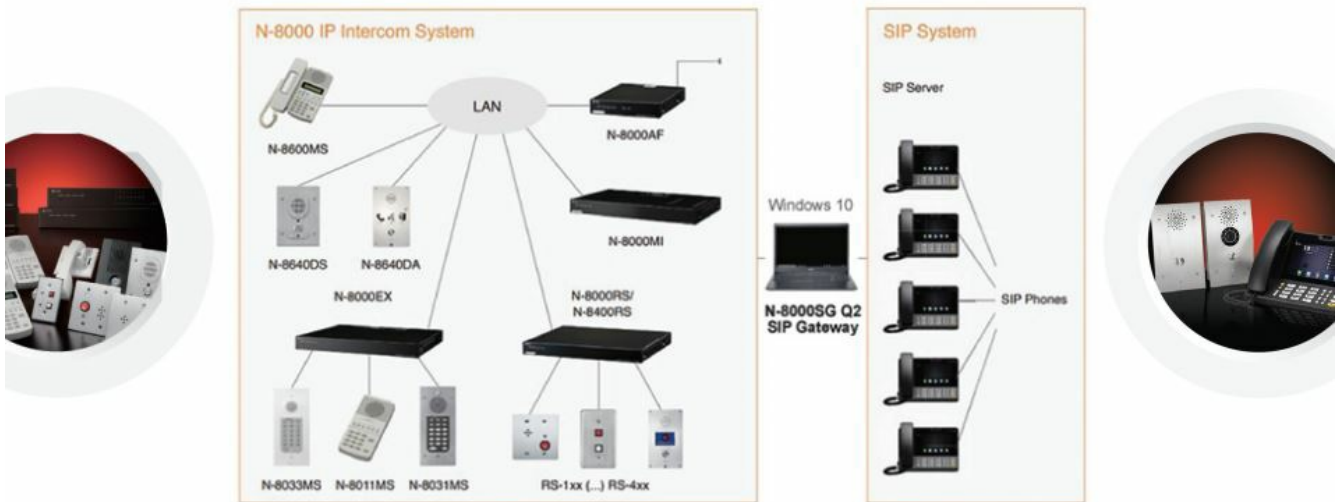 N-8000 IP Intercom System
LAN
N-8600MS
N-8000AF
N-8640DS
N-8640DA
N-8000MI
N-8000EX
N-8000RS/
N-8400RS
N-8033MS
N-8011MS
N-8031MS
RS-1xx (...) RS-4xx
Windows 10
N-8000SG Q2
SIP Gateway
SIP System
SIP Server
SIP Phones